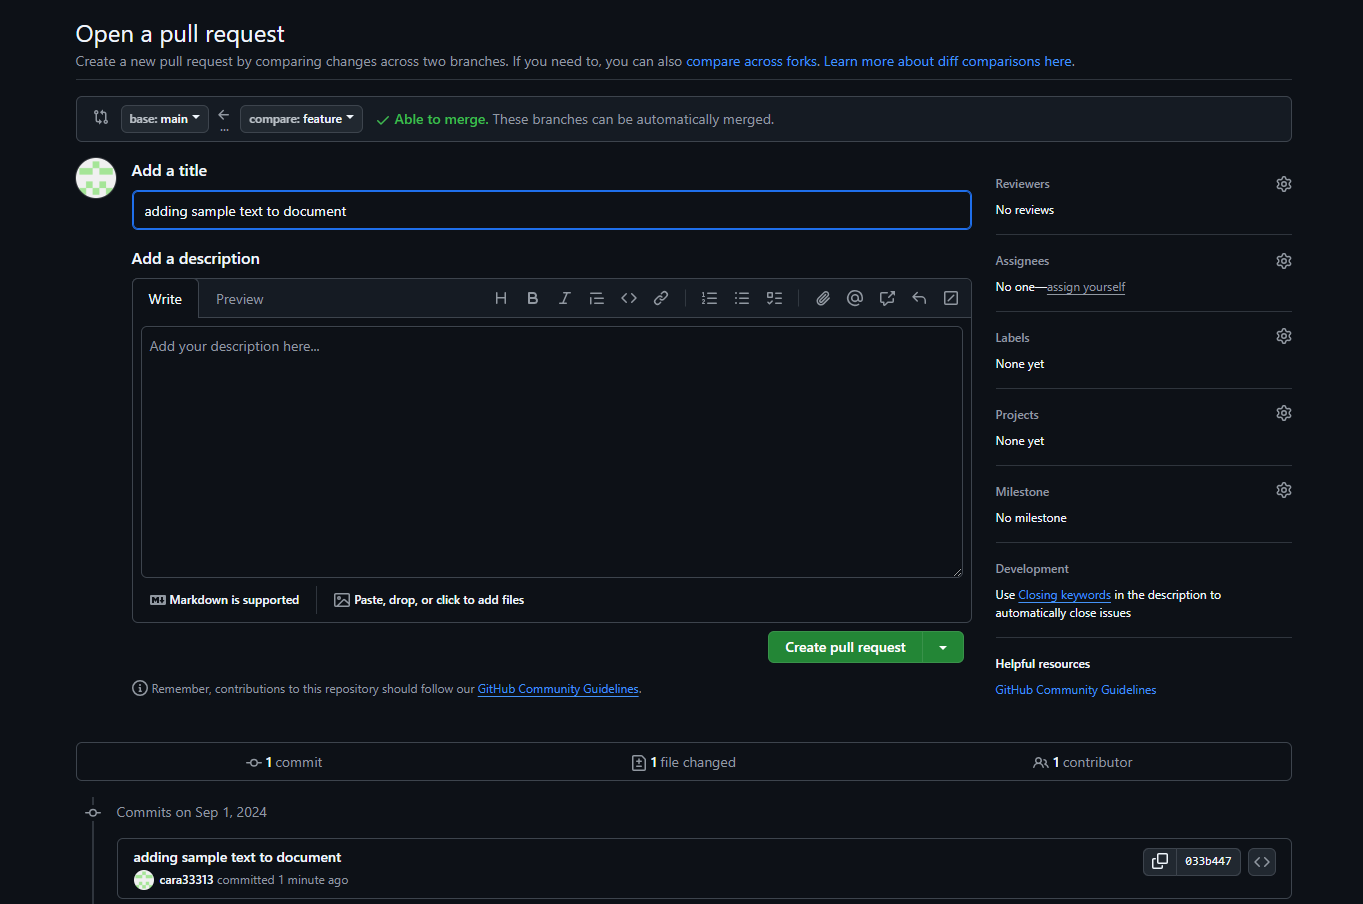 Open a pull request
Create a new pull request by comparing changes across two branches. If you need to, you can also compare across forks. Learn more about diff comparisons here.
base: main
...
compare: feature
Able to merge. These branches can be automatically merged.
Add a title
adding sample text to document
Add a description
Write
Preview
Add your description here...
Markdown is supported
Paste, drop, or click to add files
Create pull request
Remember, contributions to this repository should follow our GitHub Community Guidelines.
Reviewers
No reviews
Assignees
No one—assign yourself
Labels
None yet
Projects
None yet
Milestone
No milestone
Development
Use Closing keywords in the description to
automatically close issues
Helpful resources
GitHub Community Guidelines
1 commit
1 file changed
1 contributor
Commits on Sep 1, 2024
adding sample text to document
cara33313 committed 1 minute ago
033b447